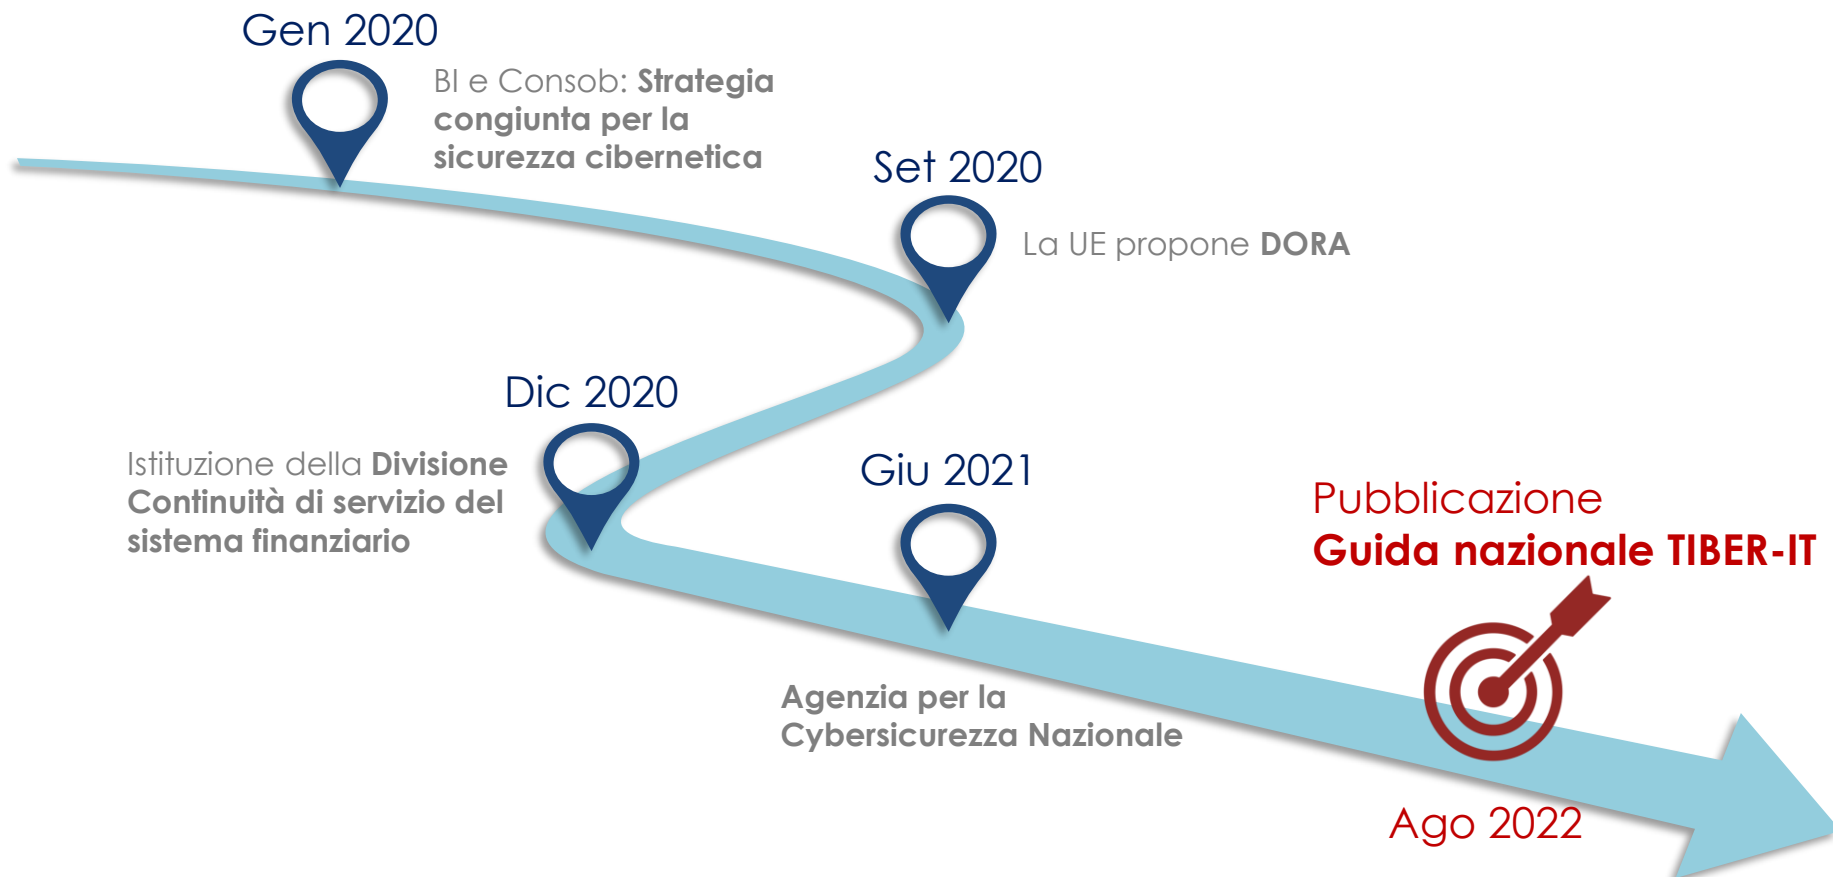 Gen 2020
BI e Consob: Strategia
congiunta per la
sicurezza cibernetica
Set 2020
La UE propone DORA
Dic 2020
Istituzione della Divisione
Continuità di servizio del
sistema finanziario
Giu 2021
Agenzia per la
Cybersicurezza Nazionale
Pubblicazione
Guida nazionale TIBER-IT
Ago 2022